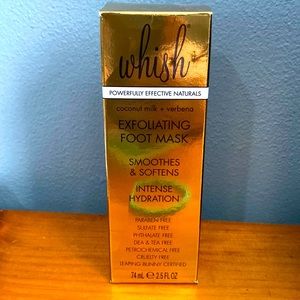 whish®
POWERFULLY EFFECTIVE NATURALS
coconut milk + verbena
EXFOLIATING
FOOT MASK
SMOOTHES
& SOFTENS
INTENSE
HYDRATION
PARABEN FREE
SULFATE FREE
PHTHALATE FREE
DEA & TEA FREE
PETROCHEMICAL FREE
CRUELTY FREE
LEAPING BUNNY CERTIFIED
74 mL ℮ 2.5 FL OZ